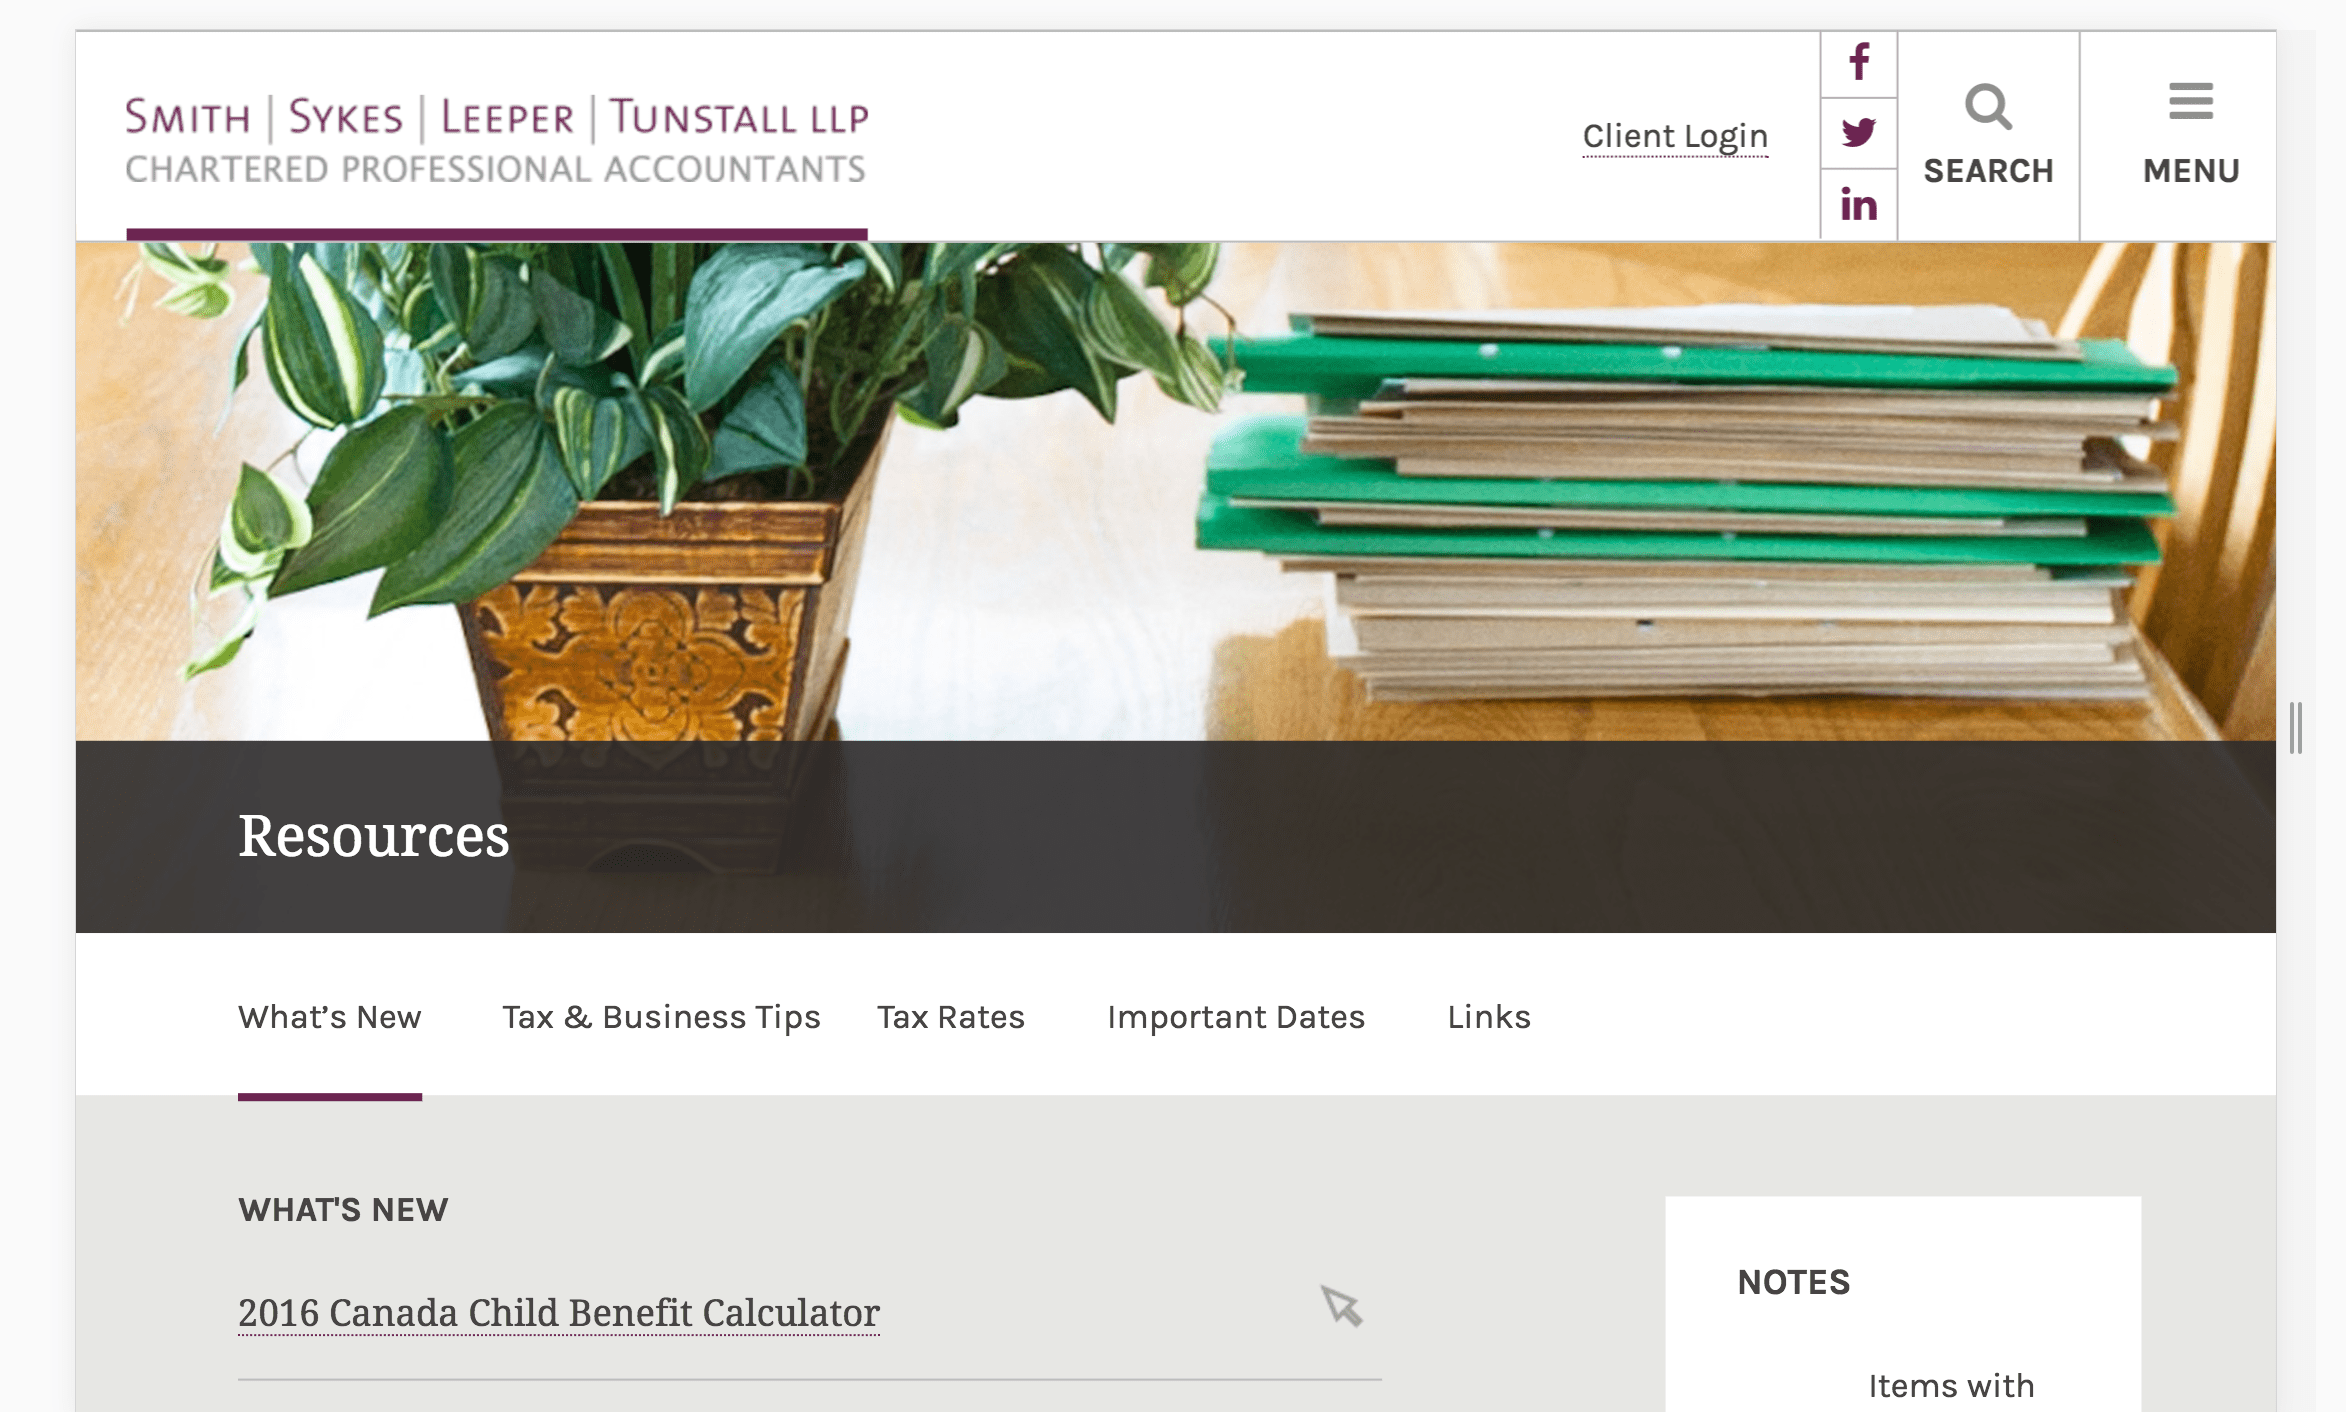 SMITH | SYKES | LEEPER | TUNSTALL LLP
CHARTERED PROFESSIONAL ACCOUNTANTS
Client Login
SEARCH
MENU
Resources
What’s New
Tax & Business Tips
Tax Rates
Important Dates
Links
WHAT'S NEW
2016 Canada Child Benefit Calculator
NOTES
Items with